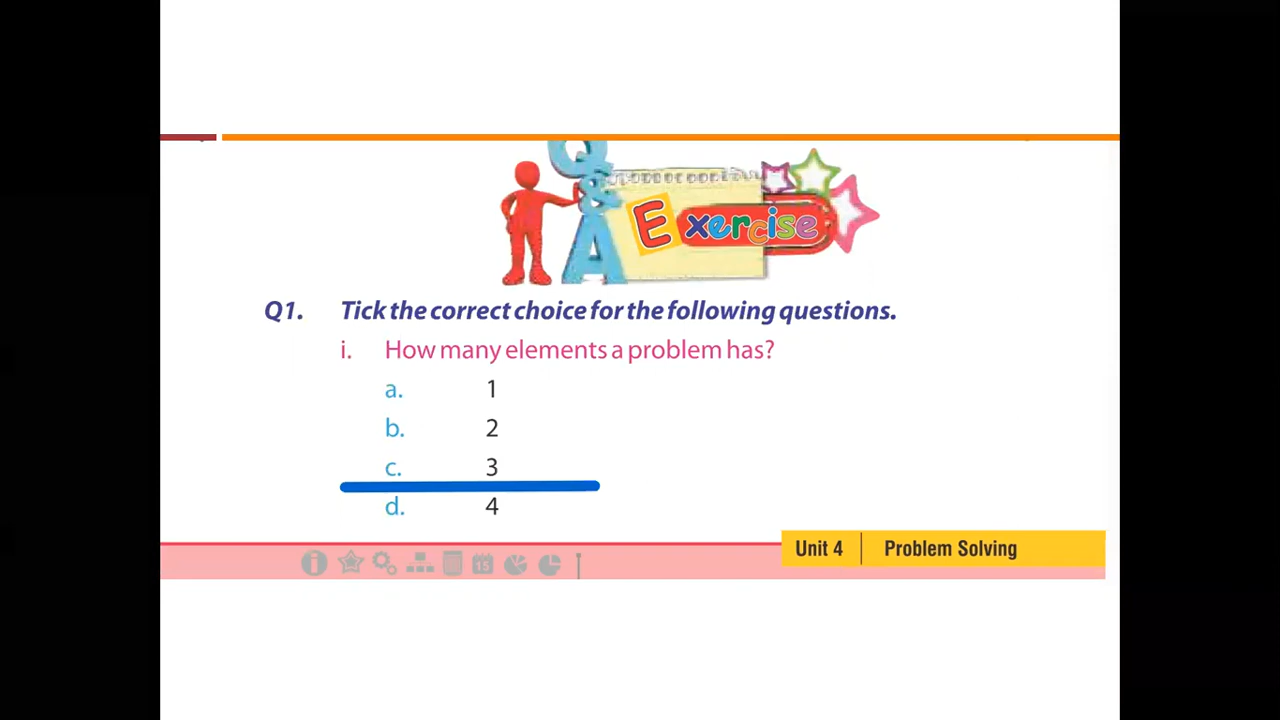 Q
&
A
Exercise
Q1. Tick the correct choice for the following questions.
i. How many elements a problem has?
a. 1
b. 2
c. 3
d. 4
15
Unit 4 Problem Solving